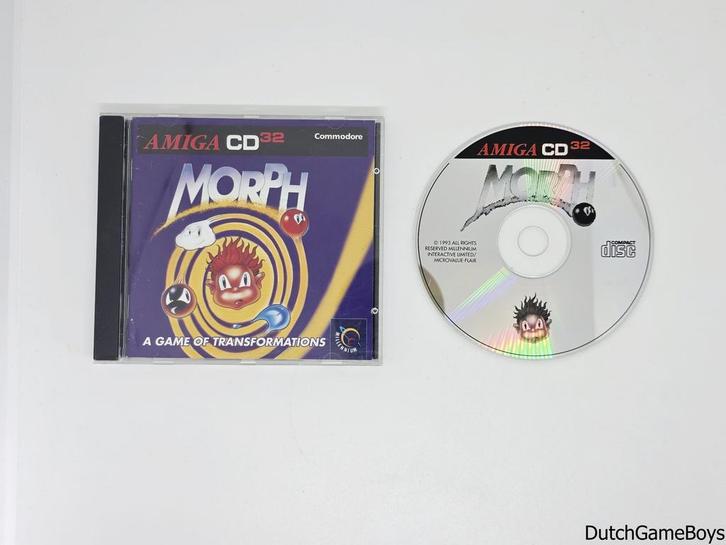 AMIGA CD32
Commodore
MORPH
A GAME OF TRANSFORMATIONS
MILLENNIUM
AMIGA CD32
MORPH
© 1993 ALL RIGHTS
RESERVED MILLENNIUM
INTERACTIVE LIMITED/
MICROVALUE-FLAIR
COMPACT
disc
DutchGameBoys